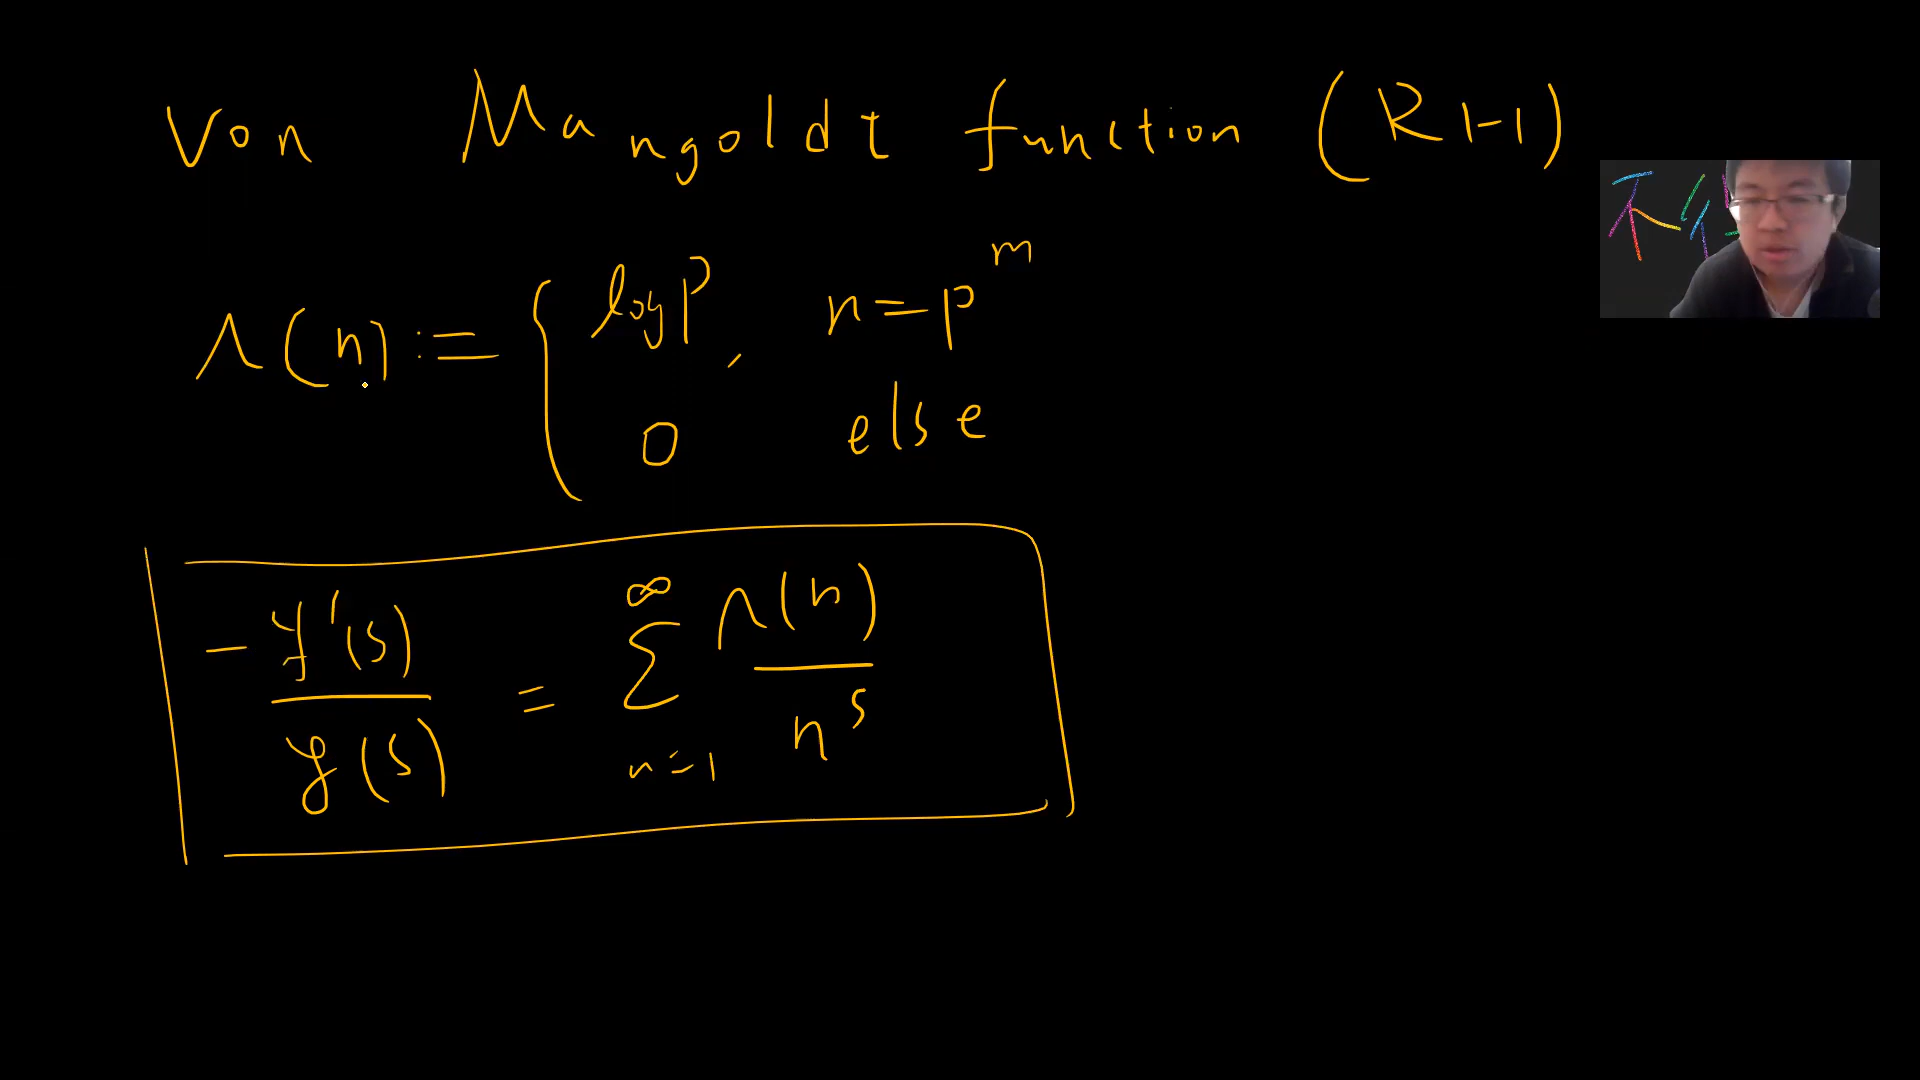 Von Mangoldt function (R1-1)
Λ(n) := { log p, n = p^m
0 else
- ζ'(s) / ζ(s) = ∑_{n=1}^{∞} Λ(n) / n^s